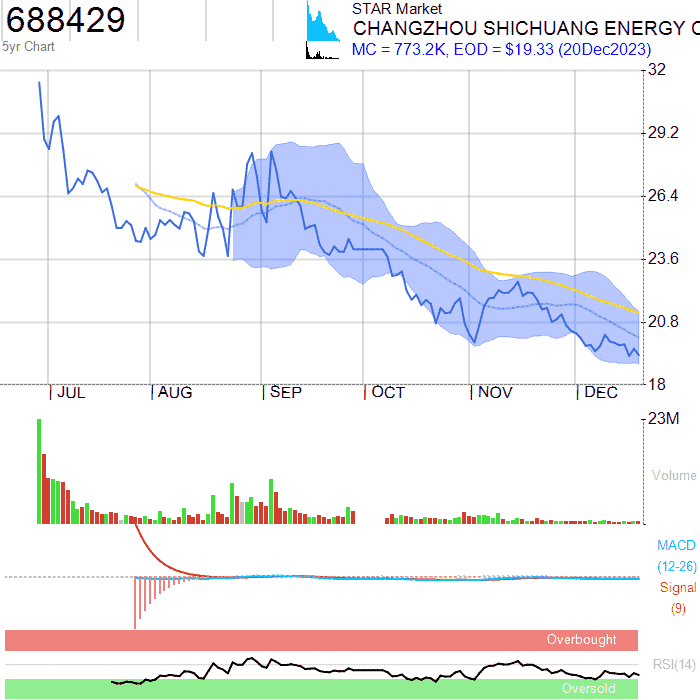 688429
STAR Market
CHANGZHOU SHICHUANG ENERGY C
5yr Chart
MC = 773.2K, EOD = $19.33 (20Dec2023)
32
29.2
26.4
23.6
20.8
18
JUL
AUG
SEP
OCT
NOV
DEC
23M
Volume
MACD
(12-26)
Signal
(9)
Overbought
RSI(14)
Oversold